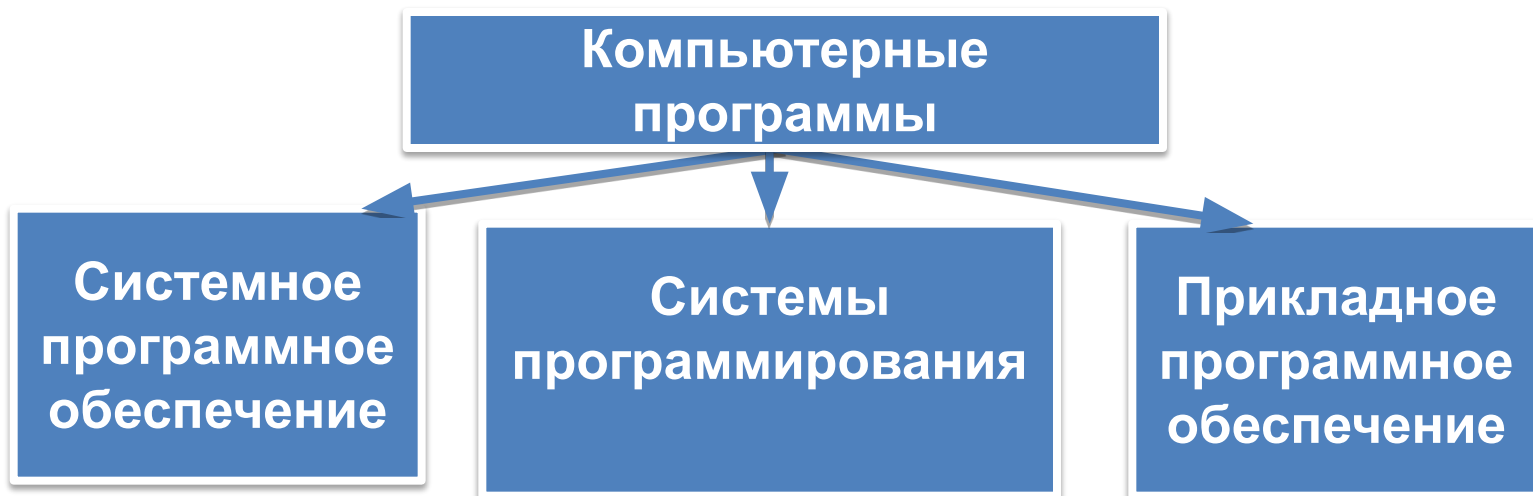 Компьютерные
программы
Системное
программное
обеспечение
Системы
программирования
Прикладное
программное
обеспечение